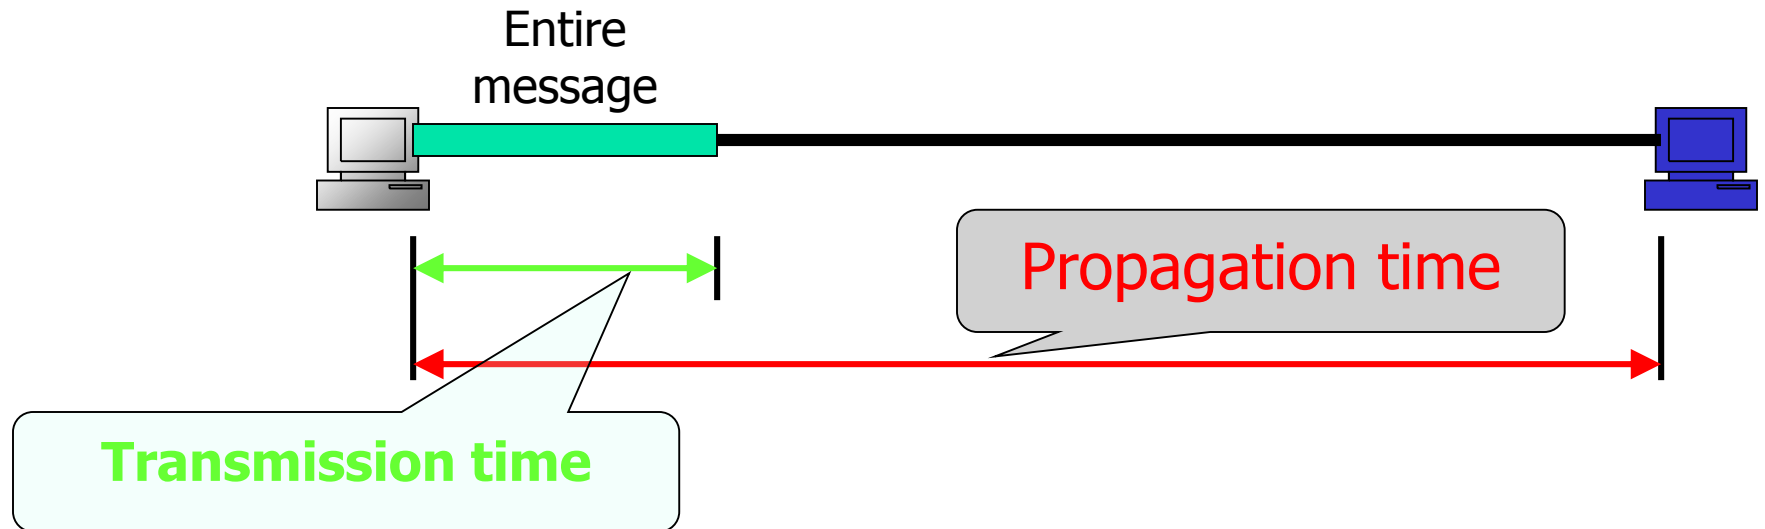 Entire
message
Propagation time
Transmission time